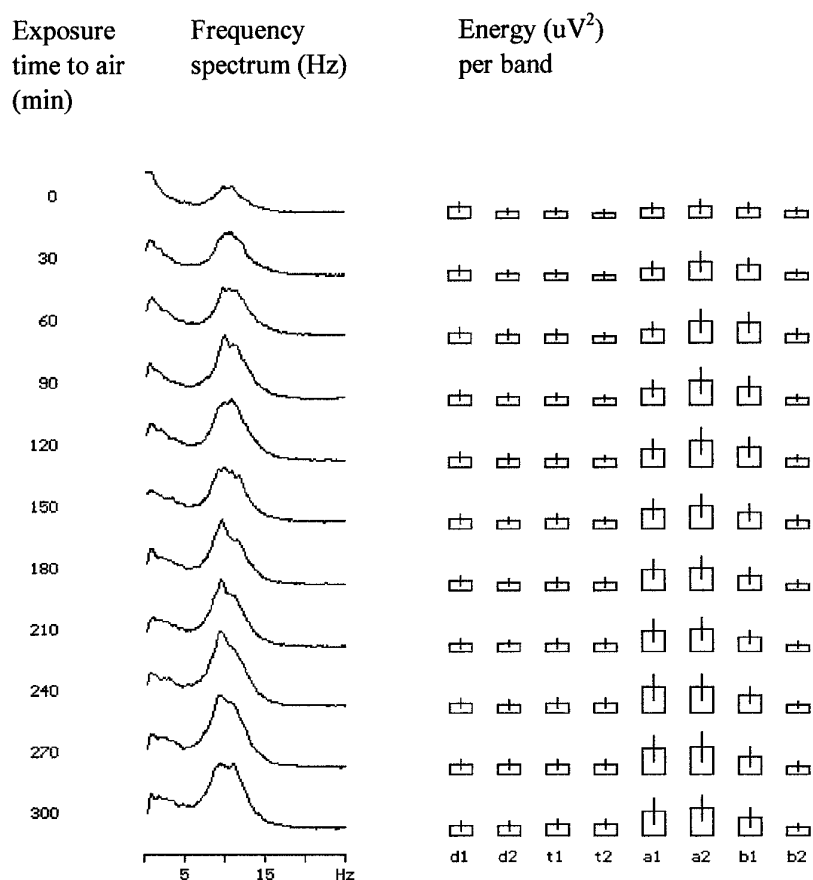 Exposure
time to air
(min)
Frequency
spectrum (Hz)
Energy (uV²)
per band
0
30
60
90
120
150
180
210
240
270
300
5 15 Hz
d1 d2 t1 t2 a1 a2 b1 b2